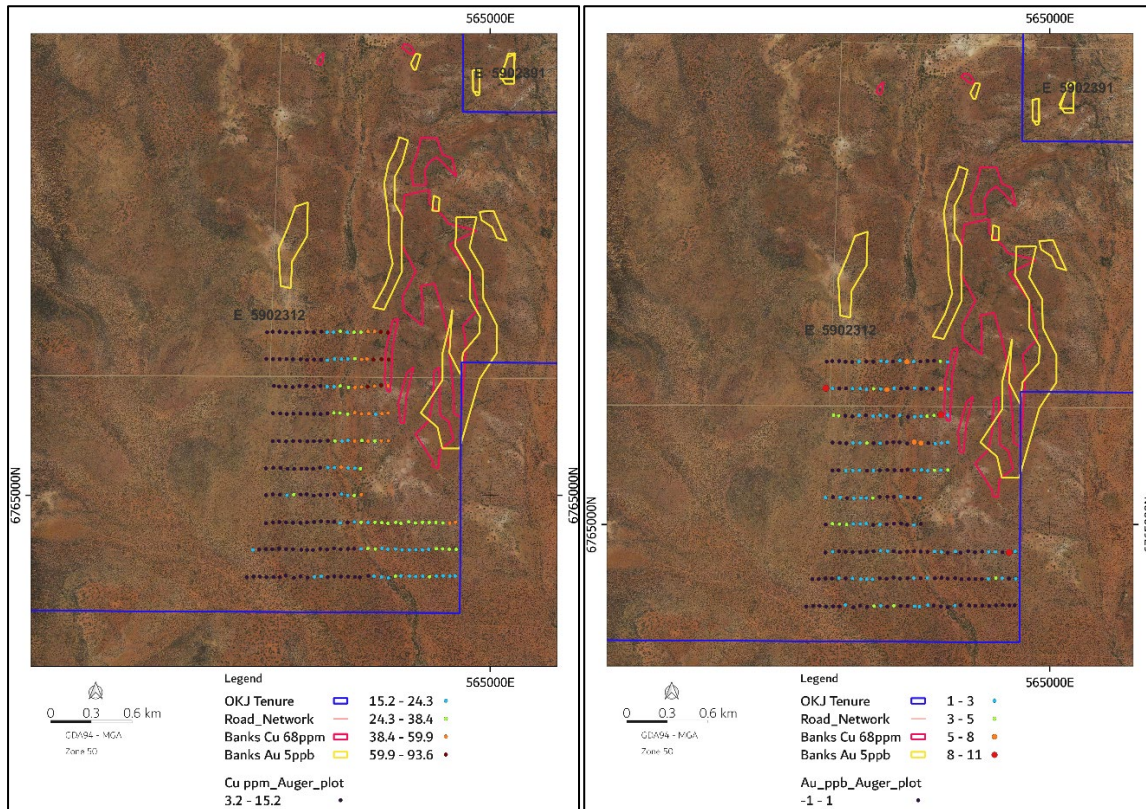 565000E
E 5902391
E 5902312
6765000N
565000E
Legend
OKJ Tenure
Road_Network
Banks Cu 68ppm
Banks Au 5ppb
15.2 - 24.3
24.3 - 38.4
38.4 - 59.9
59.9 - 93.6
0 0.3 0.6 km
GDA94 - MGA
Zone 50
Cu ppm_Auger_plot
3.2 - 15.2
565000E
E 5902391
E 5902312
6765000N
6765000N
6765000N
565000E
Legend
OKJ Tenure
Road_Network
Banks Cu 68ppm
Banks Au 5ppb
1 - 3
3 - 5
5 - 8
8 - 11
0 0.3 0.6 km
GDA94 - MGA
Zone 50
Au_ppb_Auger_plot
-1 - 1